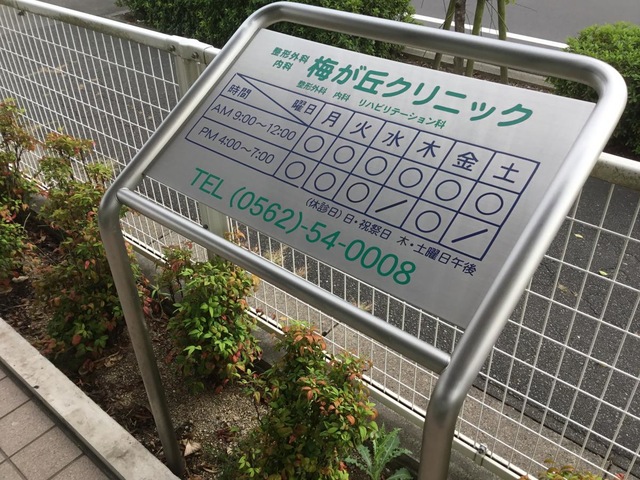 整形外科
内科
梅が丘クリニック
整形外科 内科 リハビリテーション科
時間 曜日 月 火 水 木 金 土
AM 9:00~12:00 ○ ○ ○ ○ ○ ○
PM 4:00~7:00 ○ ○ ○ / ○ /
(休診日) 日・祝祭日 木・土曜日午後
TEL (0562)-54-0008